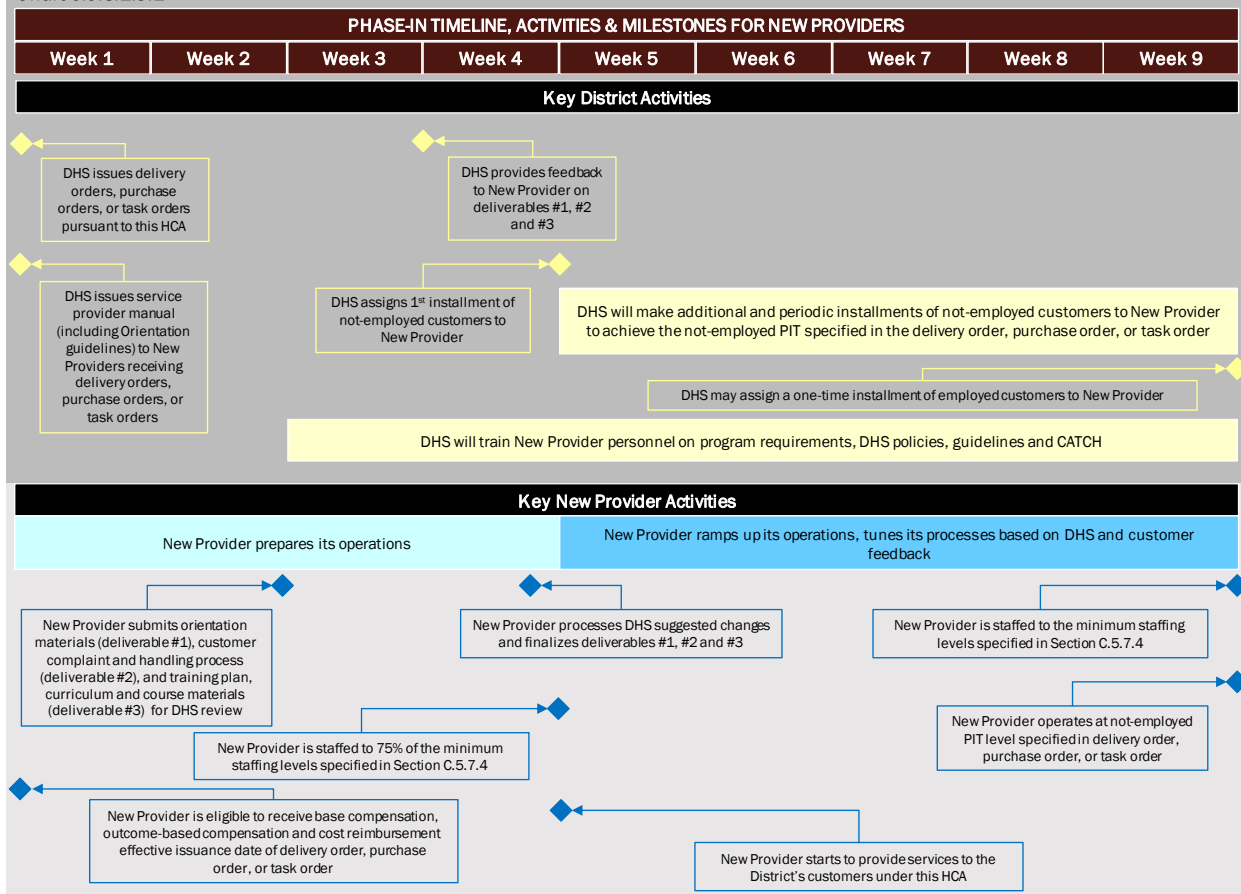 PHASE-IN TIMELINE, ACTIVITIES & MILESTONES FOR NEW PROVIDERS
Week 1 Week 2 Week 3 Week 4 Week 5 Week 6 Week 7 Week 8 Week 9
Key District Activities
DHS issues delivery
orders, purchase
orders, or task orders
pursuant to this HCA
DHS provides feedback
to New Provider on
deliverables #1, #2
and #3
DHS issues service
provider manual
(including Orientation
guidelines) to New
Providers receiving
delivery orders,
purchase orders, or
task orders
DHS assigns 1st installment of
not-employed customers to
New Provider
DHS will make additional and periodic installments of not-employed customers to New Provider
to achieve the not-employed PIT specified in the delivery order, purchase order, or task order
DHS may assign a one-time installment of employed customers to New Provider
DHS will train New Provider personnel on program requirements, DHS policies, guidelines and CATCH
Key New Provider Activities
New Provider prepares its operations
New Provider ramps up its operations, tunes its processes based on DHS and customer
feedback
New Provider submits orientation
materials (deliverable #1), customer
complaint and handling process
(deliverable #2), and training plan,
curriculum and course materials
(deliverable #3) for DHS review
New Provider processes DHS suggested changes
and finalizes deliverables #1, #2 and #3
New Provider is staffed to the minimum staffing
levels specified in Section C.5.7.4
New Provider is staffed to 75% of the minimum
staffing levels specified in Section C.5.7.4
New Provider operates at not-employed
PIT level specified in delivery order,
purchase order, or task order
New Provider is eligible to receive base compensation,
outcome-based compensation and cost reimbursement
effective issuance date of delivery order, purchase
order, or task order
New Provider starts to provide services to the
District's customers under this HCA